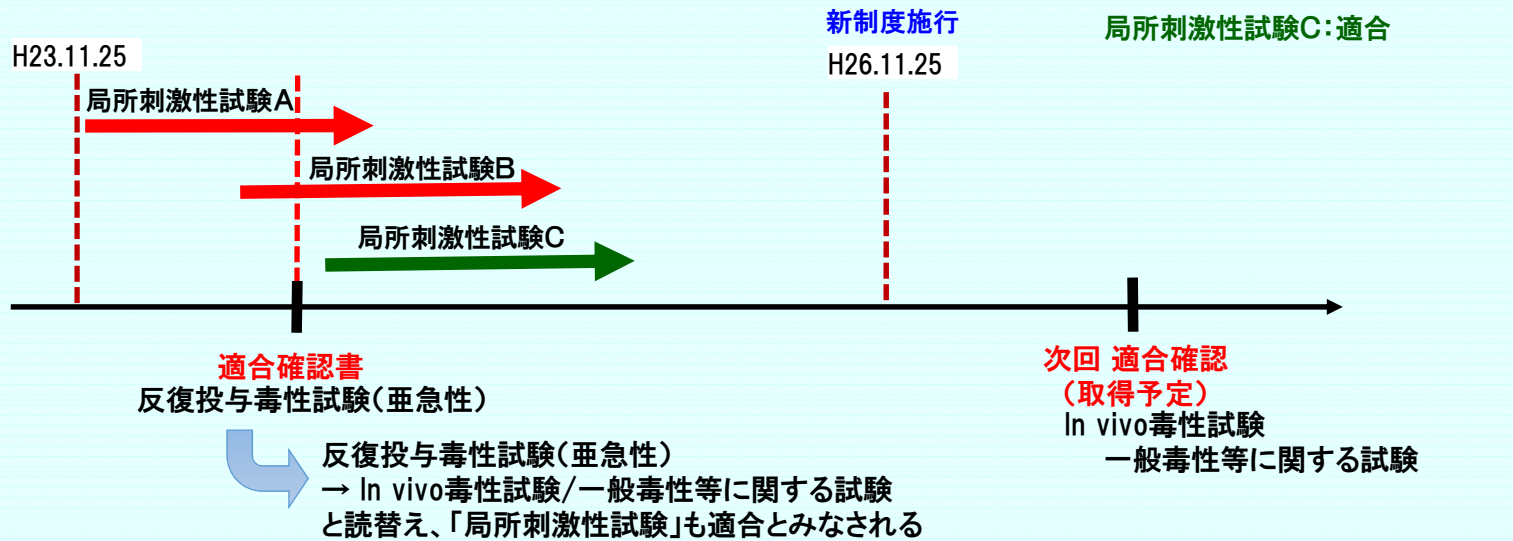 新制度施行
局所刺激性試験C：適合
H23.11.25
H26.11.25
局所刺激性試験A
局所刺激性試験B
局所刺激性試験C
適合確認書
反復投与毒性試験（亜急性）
次回 適合確認
（取得予定）
In vivo毒性試験
一般毒性等に関する試験
反復投与毒性試験（亜急性）
→ In vivo毒性試験/一般毒性等に関する試験
と読替え、「局所刺激性試験」も適合とみなされる